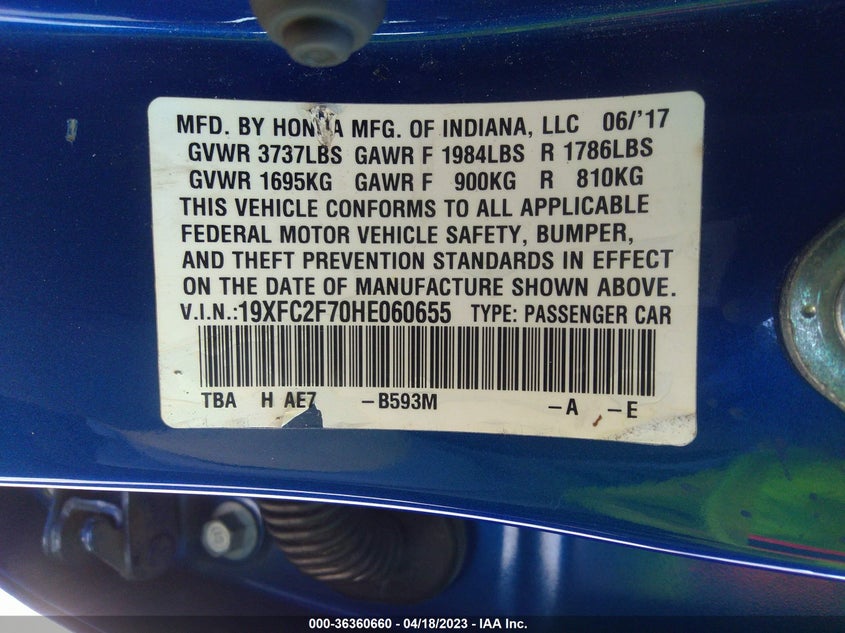 MFD. BY HONDA MFG. OF INDIANA, LLC 06/'17
GVWR 3737LBS GAWR F 1984LBS R 1786LBS
GVWR 1695KG GAWR F 900KG R 810KG
THIS VEHICLE CONFORMS TO ALL APPLICABLE
FEDERAL MOTOR VEHICLE SAFETY, BUMPER,
AND THEFT PREVENTION STANDARDS IN EFFECT
ON THE DATE OF MANUFACTURE SHOWN ABOVE.
V.I.N.:19XFC2F70HE060655 TYPE: PASSENGER CAR
TBA H AE7 -B593M -A -E
000-36360660 - 04/18/2023 - IAA Inc.